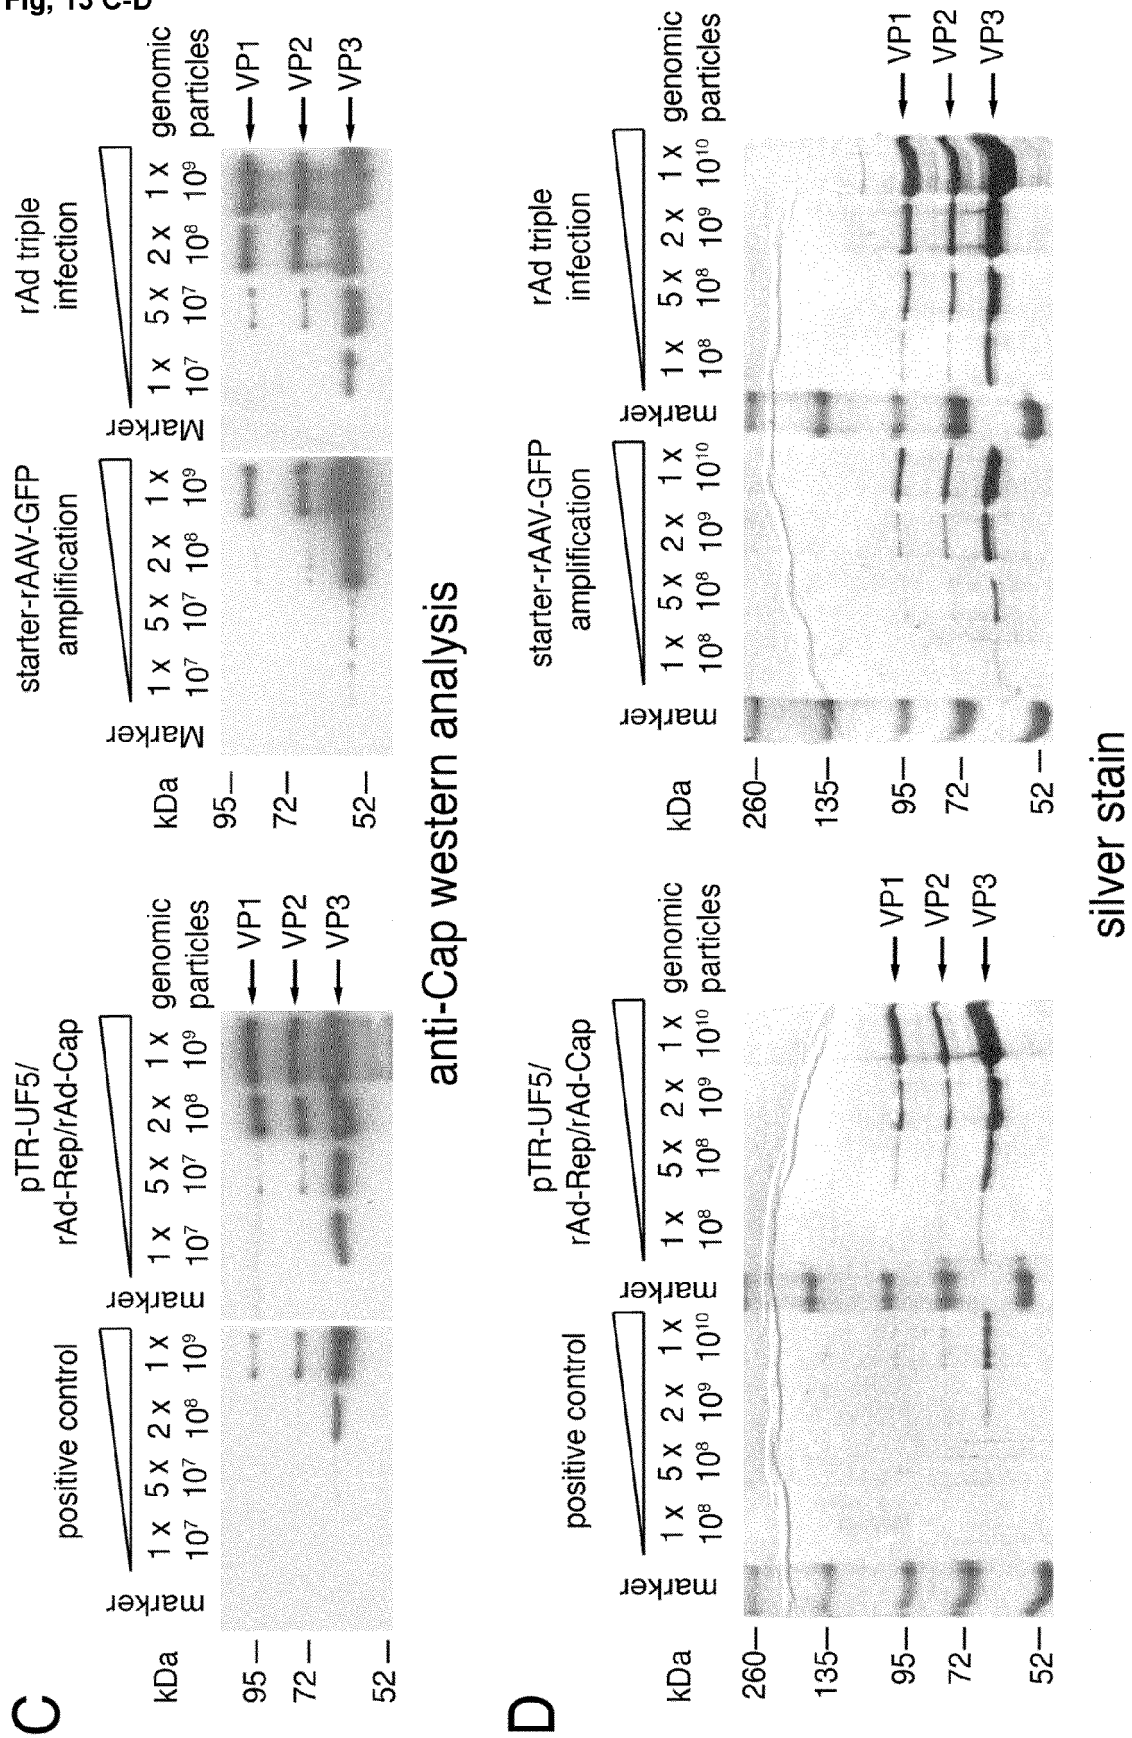 Fig, 13 C-D
C
positive control
pTR-UF5/
rAd-Rep/rAd-Cap
kDa marker 1 x 10⁷ 5 x 10⁷ 2 x 10⁸ 1 x 10⁹ marker 1 x 10⁷ 5 x 10⁷ 2 x 10⁸ 1 x 10⁹ genomic particles
95
72
52
VP1
VP2
VP3
starter-rAAV-GFP
amplification
rAd triple
infection
kDa Marker 1 x 10⁷ 5 x 10⁷ 2 x 10⁸ 1 x 10⁹ Marker 1 x 10⁷ 5 x 10⁷ 2 x 10⁸ 1 x 10⁹ genomic particles
95
72
52
VP1
VP2
VP3
anti-Cap western analysis
D
positive control
pTR-UF5/
rAd-Rep/rAd-Cap
kDa marker 1 x 10⁸ 5 x 10⁸ 2 x 10⁹ 1 x 10¹⁰ marker 1 x 10⁸ 5 x 10⁸ 2 x 10⁹ 1 x 10¹⁰ genomic particles
260
135
95
72
52
VP1
VP2
VP3
starter-rAAV-GFP
amplification
rAd triple
infection
kDa marker 1 x 10⁸ 5 x 10⁸ 2 x 10⁹ 1 x 10¹⁰ marker 1 x 10⁸ 5 x 10⁸ 2 x 10⁹ 1 x 10¹⁰ genomic particles
260
135
95
72
52
VP1
VP2
VP3
silver stain